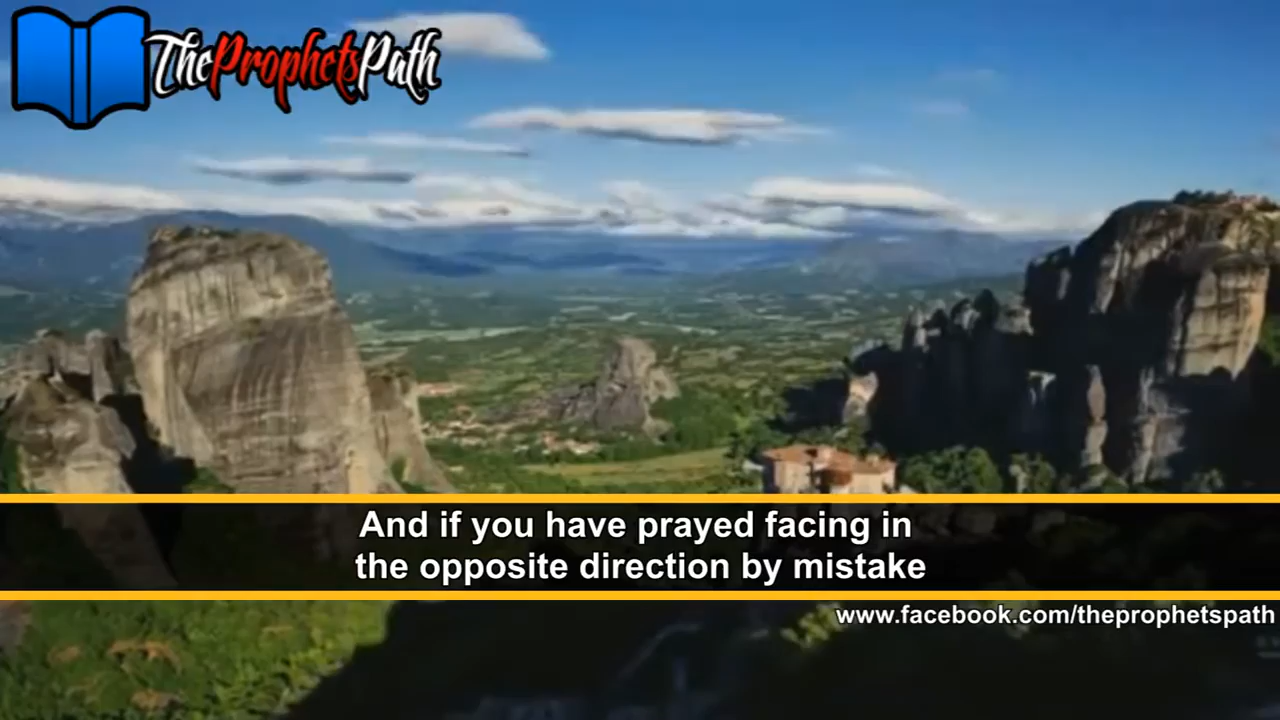 TheProphetsPath
And if you have prayed facing in
the opposite direction by mistake
www.facebook.com/theprophetspath